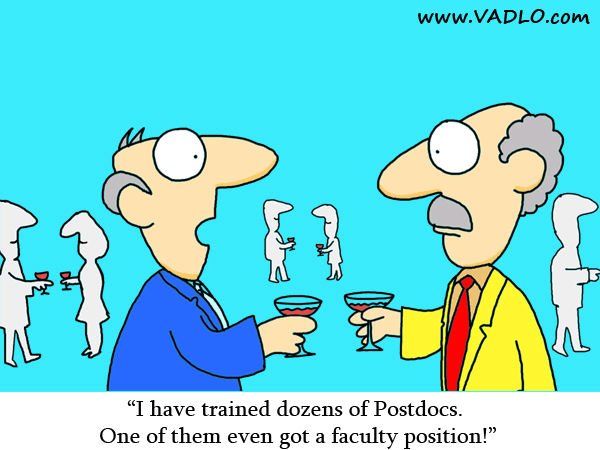 www.VADLO.com
“I have trained dozens of Postdocs.
One of them even got a faculty position!”